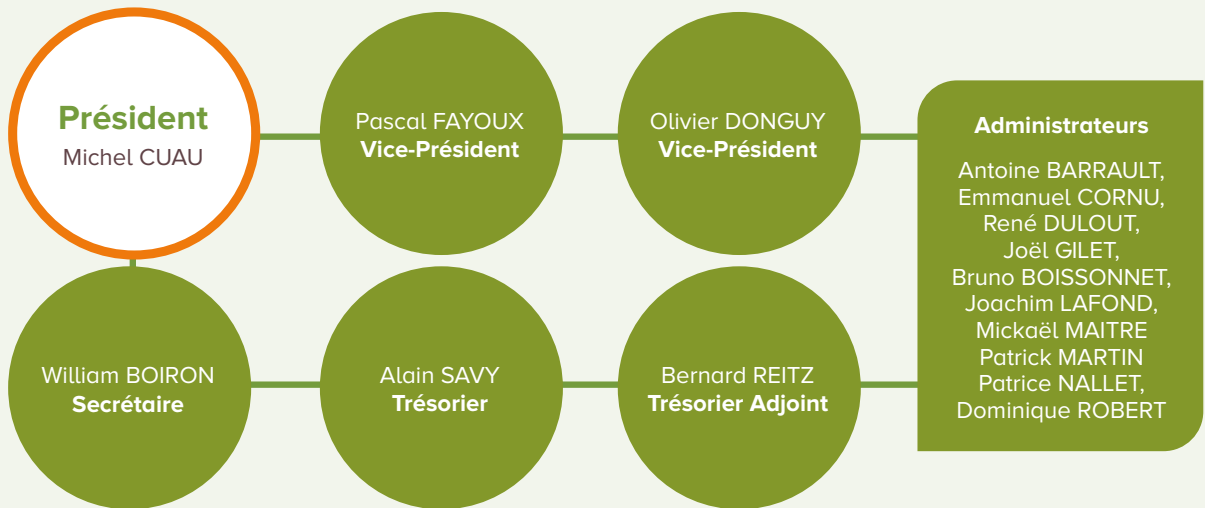 Président
Michel CUAU
Pascal FAYOUX
Vice-Président
Olivier DONGUY
Vice-Président
Administrateurs
Antoine BARRAULT,
Emmanuel CORNU,
René DULOUT,
Joël GILET,
Bruno BOISSONNET,
Joachim LAFOND,
Mickaël MAITRE
Patrick MARTIN
Patrice NALLET,
Dominique ROBERT
William BOIRON
Secrétaire
Alain SAVY
Trésorier
Bernard REITZ
Trésorier Adjoint